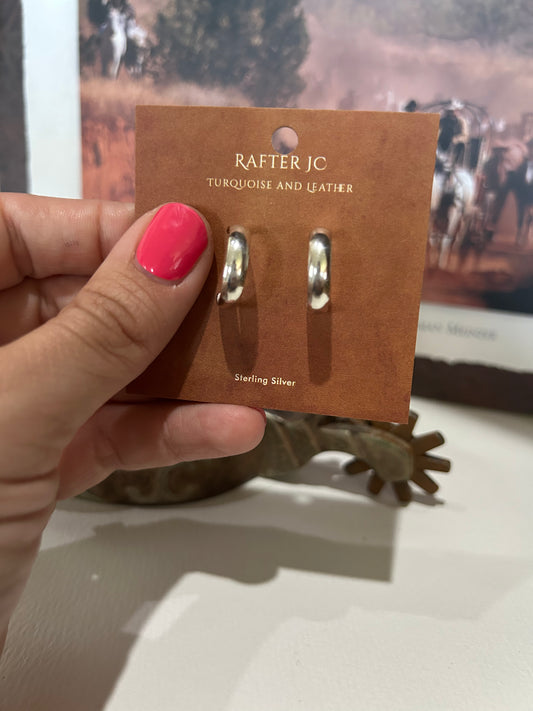 RAFTER JC
TURQUOISE AND LEATHER
Sterling Silver